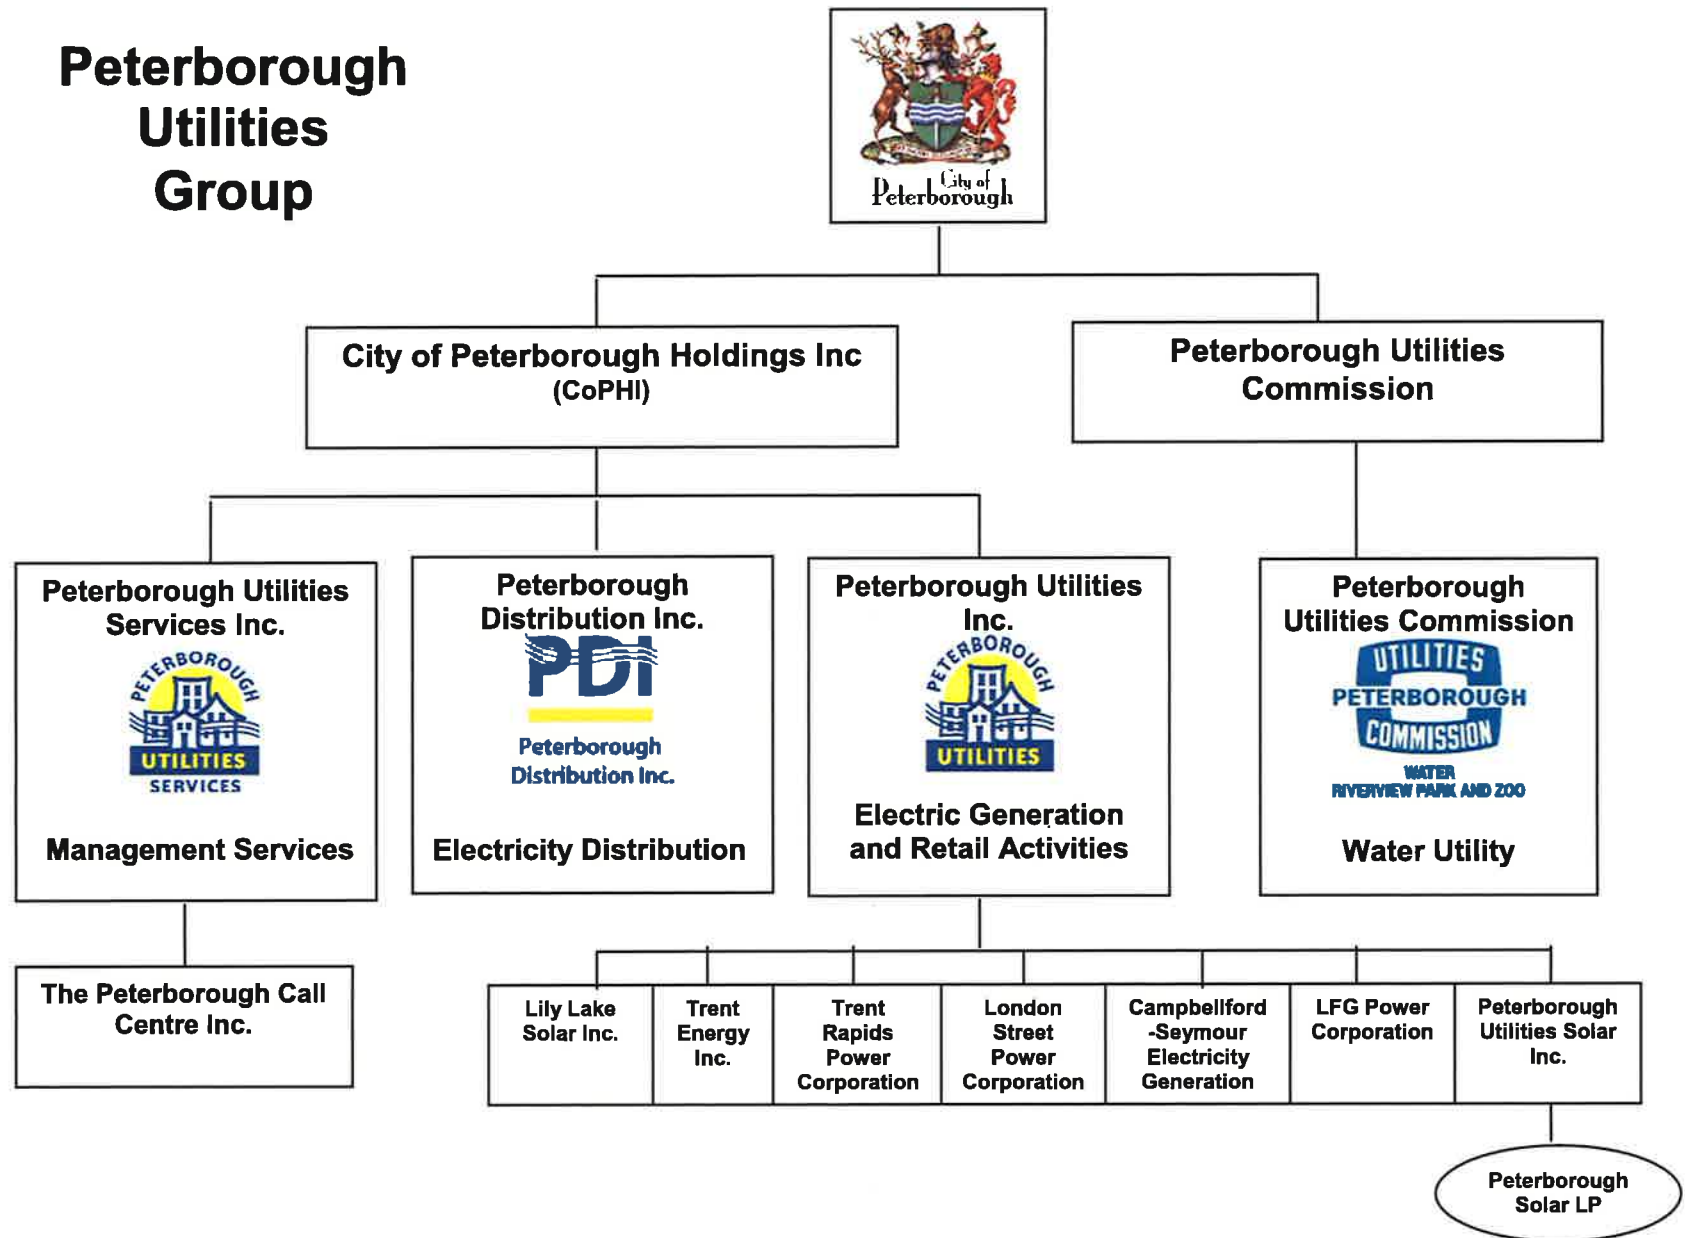 Peterborough
Utilities
Group
City of
Peterborough
City of Peterborough Holdings Inc
(CoPHI)
Peterborough Utilities
Commission
Peterborough Utilities
Services Inc.
PETERBOROUGH
UTILITIES
SERVICES
Management Services
Peterborough
Distribution Inc.
PDI
Peterborough
Distribution Inc.
Electricity Distribution
Peterborough Utilities
Inc.
PETERBOROUGH
UTILITIES
Electric Generation
and Retail Activities
Peterborough
Utilities Commission
UTILITIES
PETERBOROUGH
COMMISSION
WATER
RIVERVIEW PARK AND ZOO
Water Utility
The Peterborough Call
Centre Inc.
Lily Lake
Solar Inc.
Trent
Energy
Inc.
Trent
Rapids
Power
Corporation
London
Street
Power
Corporation
Campbellford
-Seymour
Electricity
Generation
LFG Power
Corporation
Peterborough
Utilities Solar
Inc.
Peterborough
Solar LP